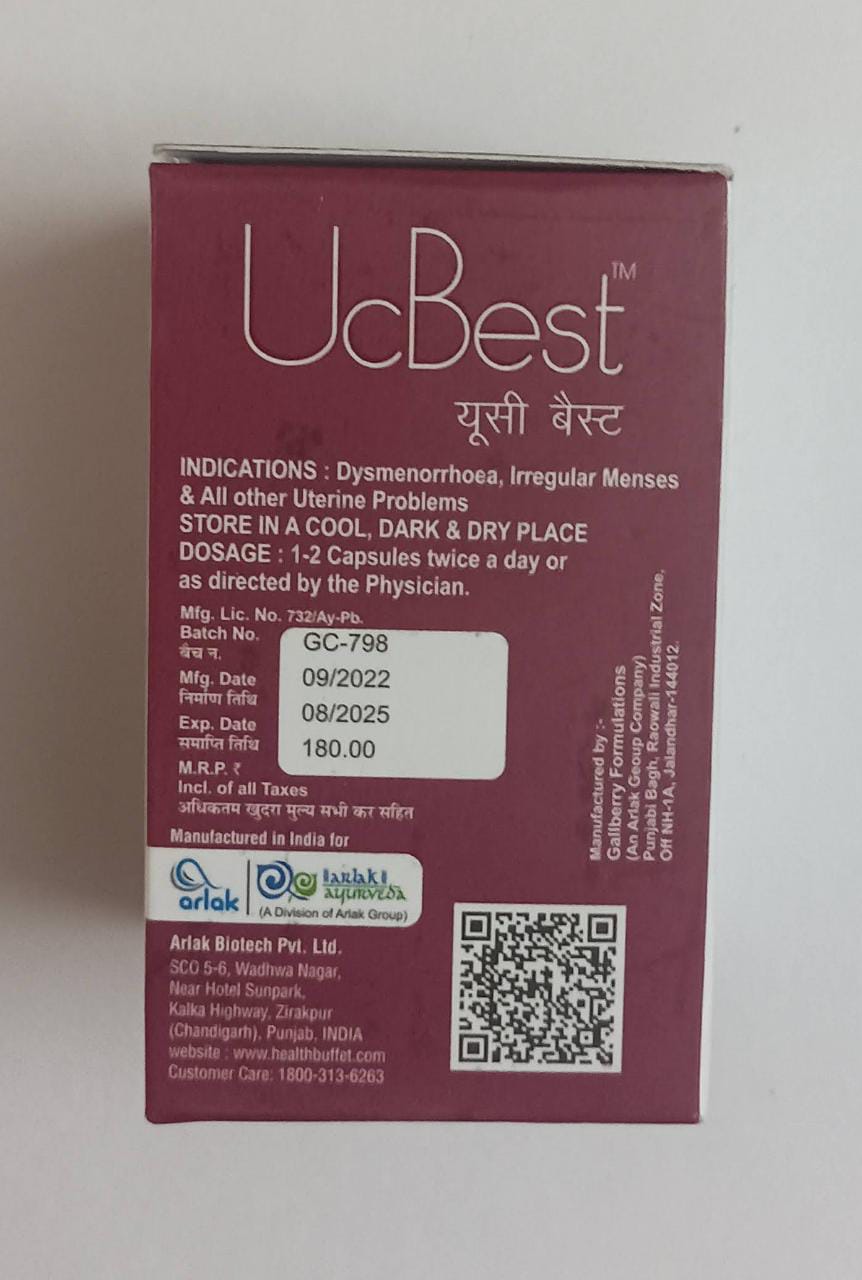 UcBest™
यूसी बैस्ट
INDICATIONS : Dysmenorrhoea, Irregular Menses
& All other Uterine Problems
STORE IN A COOL, DARK & DRY PLACE
DOSAGE : 1-2 Capsules twice a day or
as directed by the Physician.
Mfg. Lic. No. 732/Ay-Pb.
Batch No. GC-798
बैच न.
Mfg. Date 09/2022
निर्माण तिथि
Exp. Date 08/2025
समाप्ति तिथि
M.R.P. ₹ 180.00
Incl. of all Taxes
अधिकतम खुदरा मुल्य सभी कर सहित
Manufactured in India for
arlak
arlak
ayurveda
(A Division of Arlak Group)
Arlak Biotech Pvt. Ltd.
SCO 5-6, Wadhwa Nagar,
Near Hotel Sunpark,
Kalka Highway, Zirakpur
(Chandigarh), Punjab, INDIA
website : www.healthbuffet.com
Customer Care: 1800-313-6263
Manufactured by :-
Gallberry Formulations
(An Arlak Geoup Company)
Punjabi Bagh, Raowali Industrial Zone,
Off NH-1A, Jalandhar-144012.